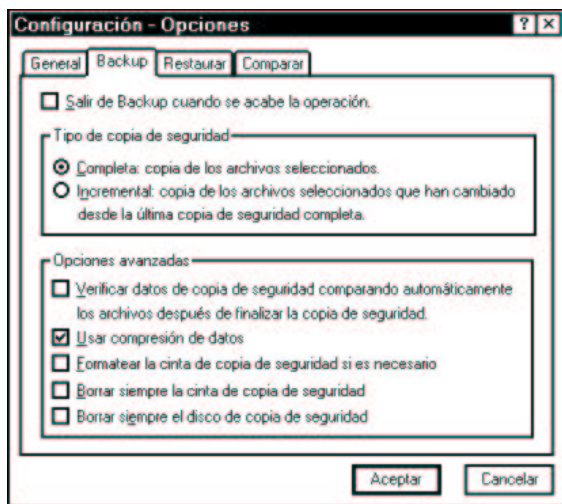 Configuración - Opciones
General Backup Restaurar Comparar
Salir de Backup cuando se acabe la operación.
Tipo de copia de seguridad
Completa: copia de los archivos seleccionados.
Incremental: copia de los archivos seleccionados que han cambiado
desde la última copia de seguridad completa.
Opciones avanzadas
Verificar datos de copia de seguridad comparando automáticamente
los archivos después de finalizar la copia de seguridad.
Usar compresión de datos
Formatear la cinta de copia de seguridad si es necesario
Borrar siempre la cinta de copia de seguridad
Borrar siempre el disco de copia de seguridad
Aceptar Cancelar